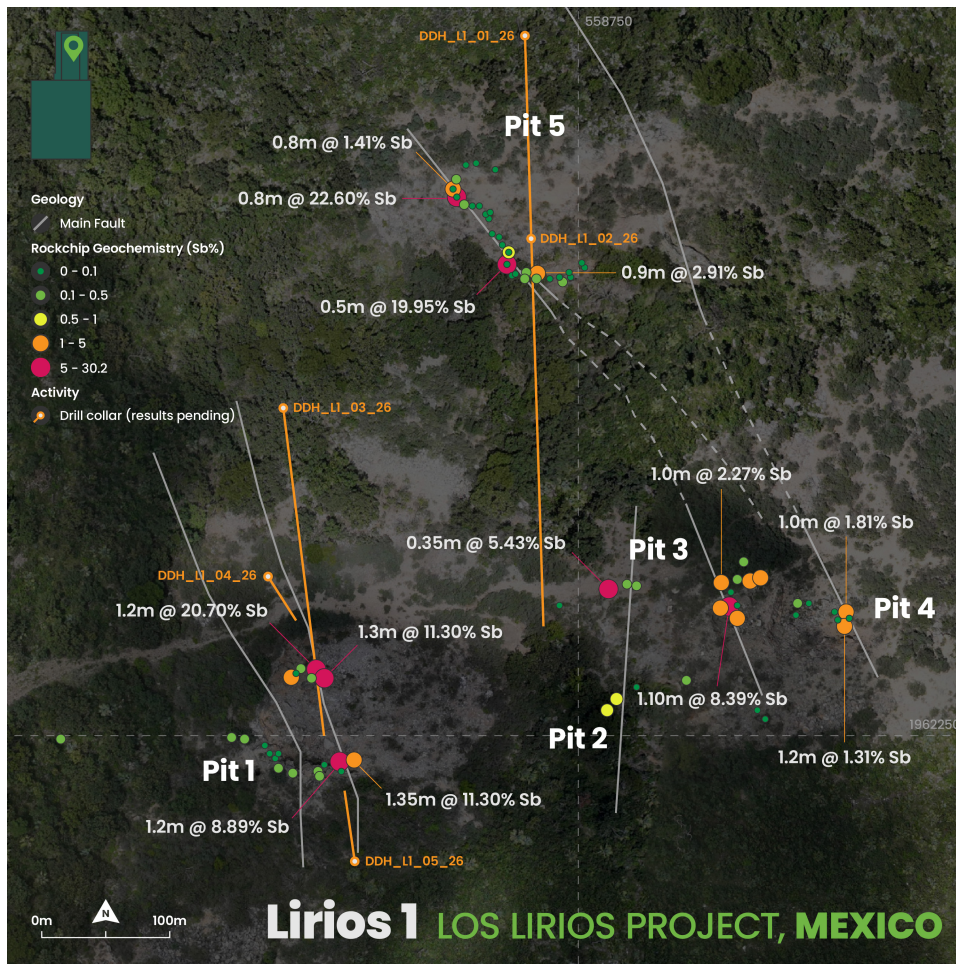 558750
DDH_L1_01_26
Pit 5
0.8m @ 1.41% Sb
0.8m @ 22.60% Sb
Geology
Main Fault
Rockchip Geochemistry (Sb%)
0 - 0.1
0.1 - 0.5
0.5 - 1
1 - 5
5 - 30.2
Activity
Drill collar (results pending)
DDH_L1_02_26
0.9m @ 2.91% Sb
0.5m @ 19.95% Sb
DDH_L1_03_26
1.0m @ 2.27% Sb
1.0m @ 1.81% Sb
0.35m @ 5.43% Sb
Pit 3
DDH_L1_04_26
1.2m @ 20.70% Sb
Pit 4
1.3m @ 11.30% Sb
1.10m @ 8.39% Sb
1962250
Pit 2
1.2m @ 1.31% Sb
Pit 1
1.35m @ 11.30% Sb
1.2m @ 8.89% Sb
DDH_L1_05_26
0m
N
100m
Lirios 1 LOS LIRIOS PROJECT, MEXICO